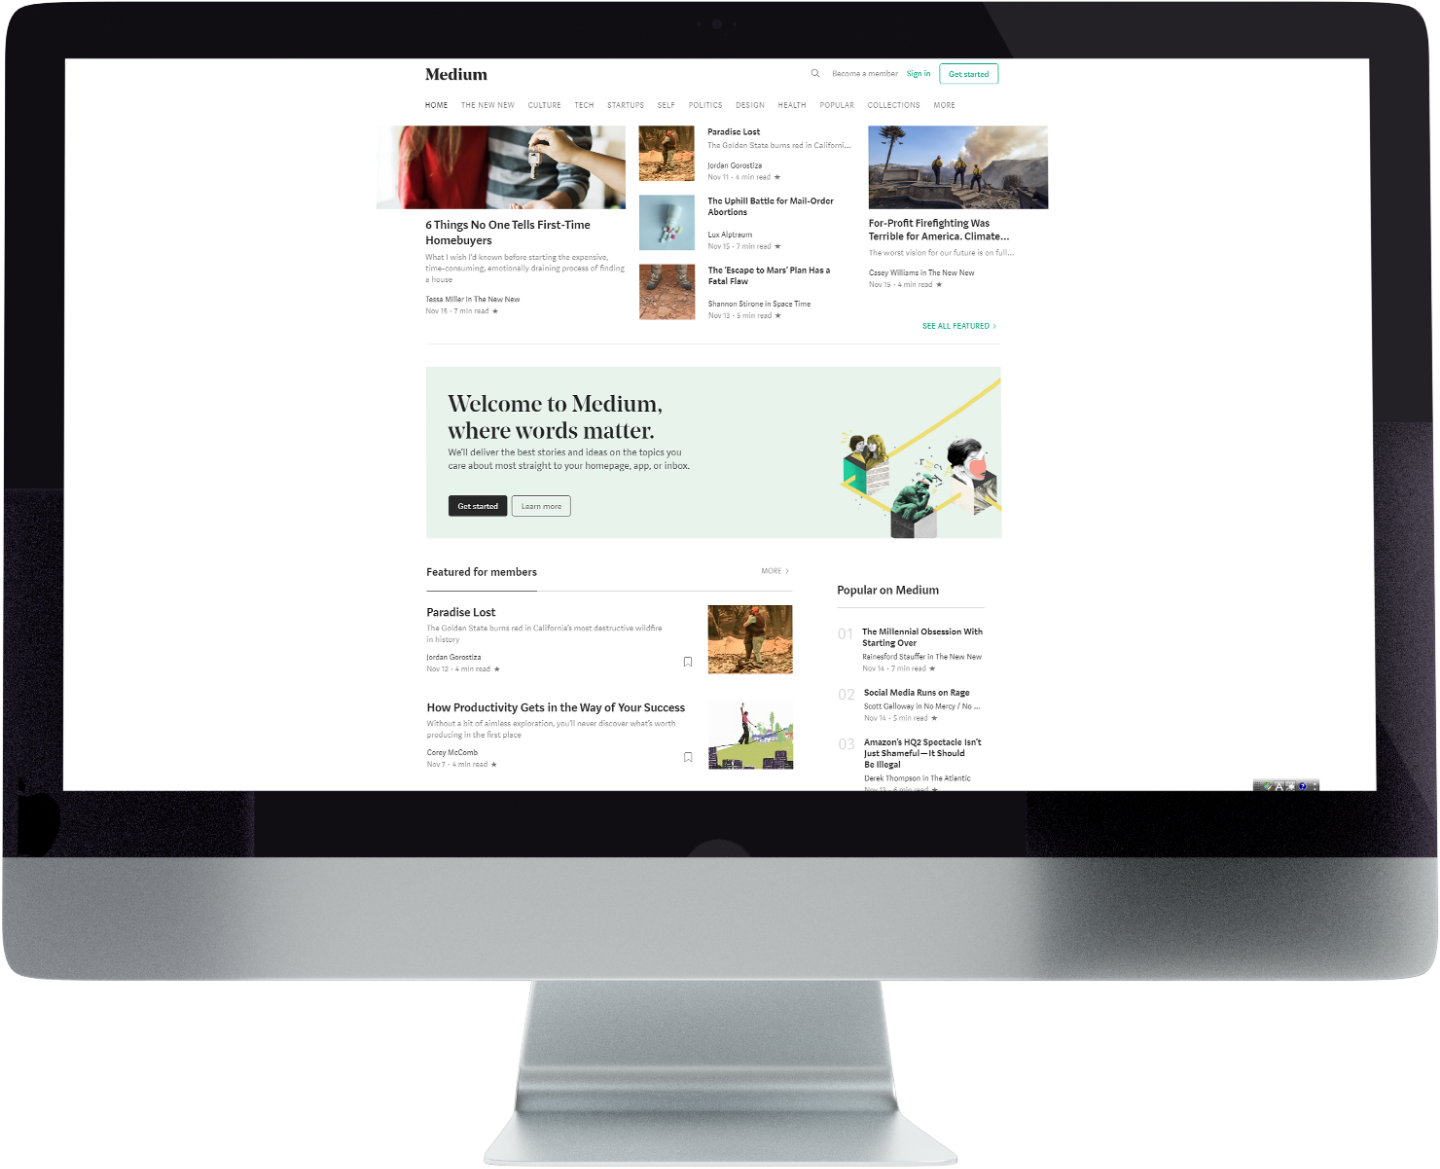 Medium
Become a member Sign in Get started
HOME THE NEW NEW CULTURE TECH STARTUPS SELF POLITICS DESIGN HEALTH POPULAR COLLECTIONS MORE
6 Things No One Tells First-Time
Homebuyers
What I wish I'd known before starting the expensive,
time-consuming, emotionally draining process of finding
a house
Tessa Miller in The New New
Nov 15 · 7 min read ★
Paradise Lost
The Golden State burns red in Californi...
Jordan Gorostiza
Nov 11 · 4 min read ★
The Uphill Battle for Mail-Order
Abortions
Lux Alptraum
Nov 15 · 7 min read ★
The 'Escape to Mars' Plan Has a
Fatal Flaw
Shannon Stirone in Space Time
Nov 13 · 5 min read ★
For-Profit Firefighting Was
Terrible for America. Climate...
The worst vision for our future is on full...
Casey Williams in The New New
Nov 15 · 4 min read ★
SEE ALL FEATURED >
Welcome to Medium,
where words matter.
We'll deliver the best stories and ideas on the topics you
care about most straight to your homepage, app, or inbox.
Get started Learn more
Featured for members
MORE >
Paradise Lost
The Golden State burns red in California's most destructive wildfire
in history
Jordan Gorostiza
Nov 12 · 4 min read ★
How Productivity Gets in the Way of Your Success
Without a bit of aimless exploration, you'll never discover what's worth
producing in the first place
Corey McComb
Nov 7 · 4 min read ★
Popular on Medium
01
The Millennial Obsession With
Starting Over
Rainesford Stauffer in The New New
Nov 14 · 7 min read ★
02
Social Media Runs on Rage
Scott Galloway in No Mercy / No ...
Nov 14 · 5 min read ★
03
Amazon's HQ2 Spectacle Isn't
Just Shameful—It Should
Be Illegal
Derek Thompson in The Atlantic
Nov 13 · 6 min read ★